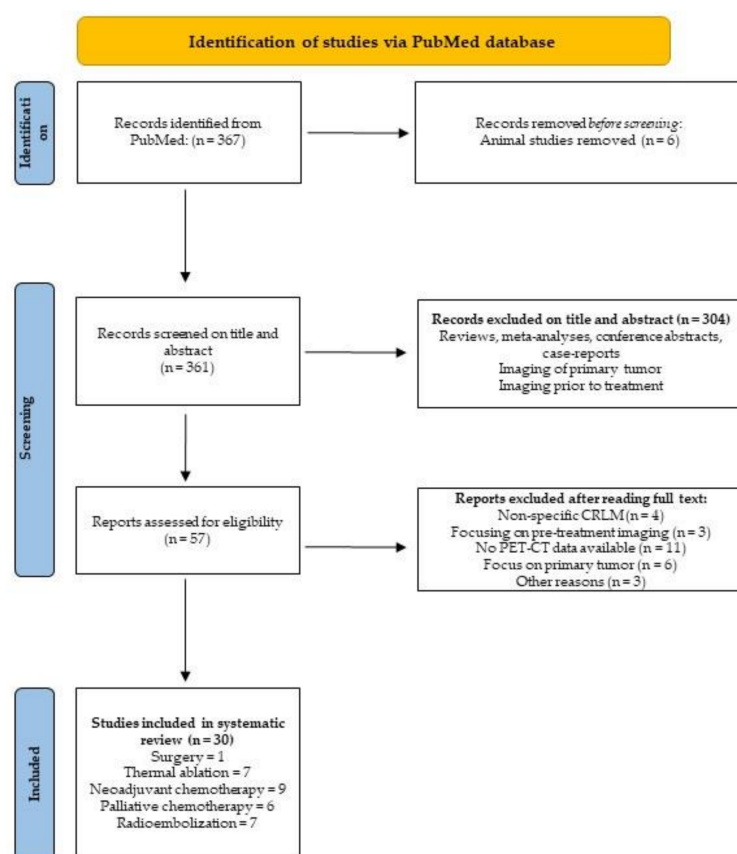 Identification of studies via PubMed database
Identificati
on
Records identified from
PubMed: (n = 367)
Records removed before screening:
Animal studies removed (n = 6)
Screening
Records screened on title and
abstract
(n = 361)
Records excluded on title and abstract (n = 304)
Reviews, meta-analyses, conference abstracts,
case-reports
Imaging of primary tumor
Imaging prior to treatment
Reports assessed for eligibility
(n = 57)
Reports excluded after reading full text:
Non-specific CRLM (n = 4)
Focusing on pre-treatment imaging (n = 3)
No PET-CT data available (n = 11)
Focus on primary tumor (n = 6)
Other reasons (n = 3)
Included
Studies included in systematic
review (n = 30)
Surgery = 1
Thermal ablation = 7
Neoadjuvant chemotherapy = 9
Palliative chemotherapy = 6
Radioembolization = 7